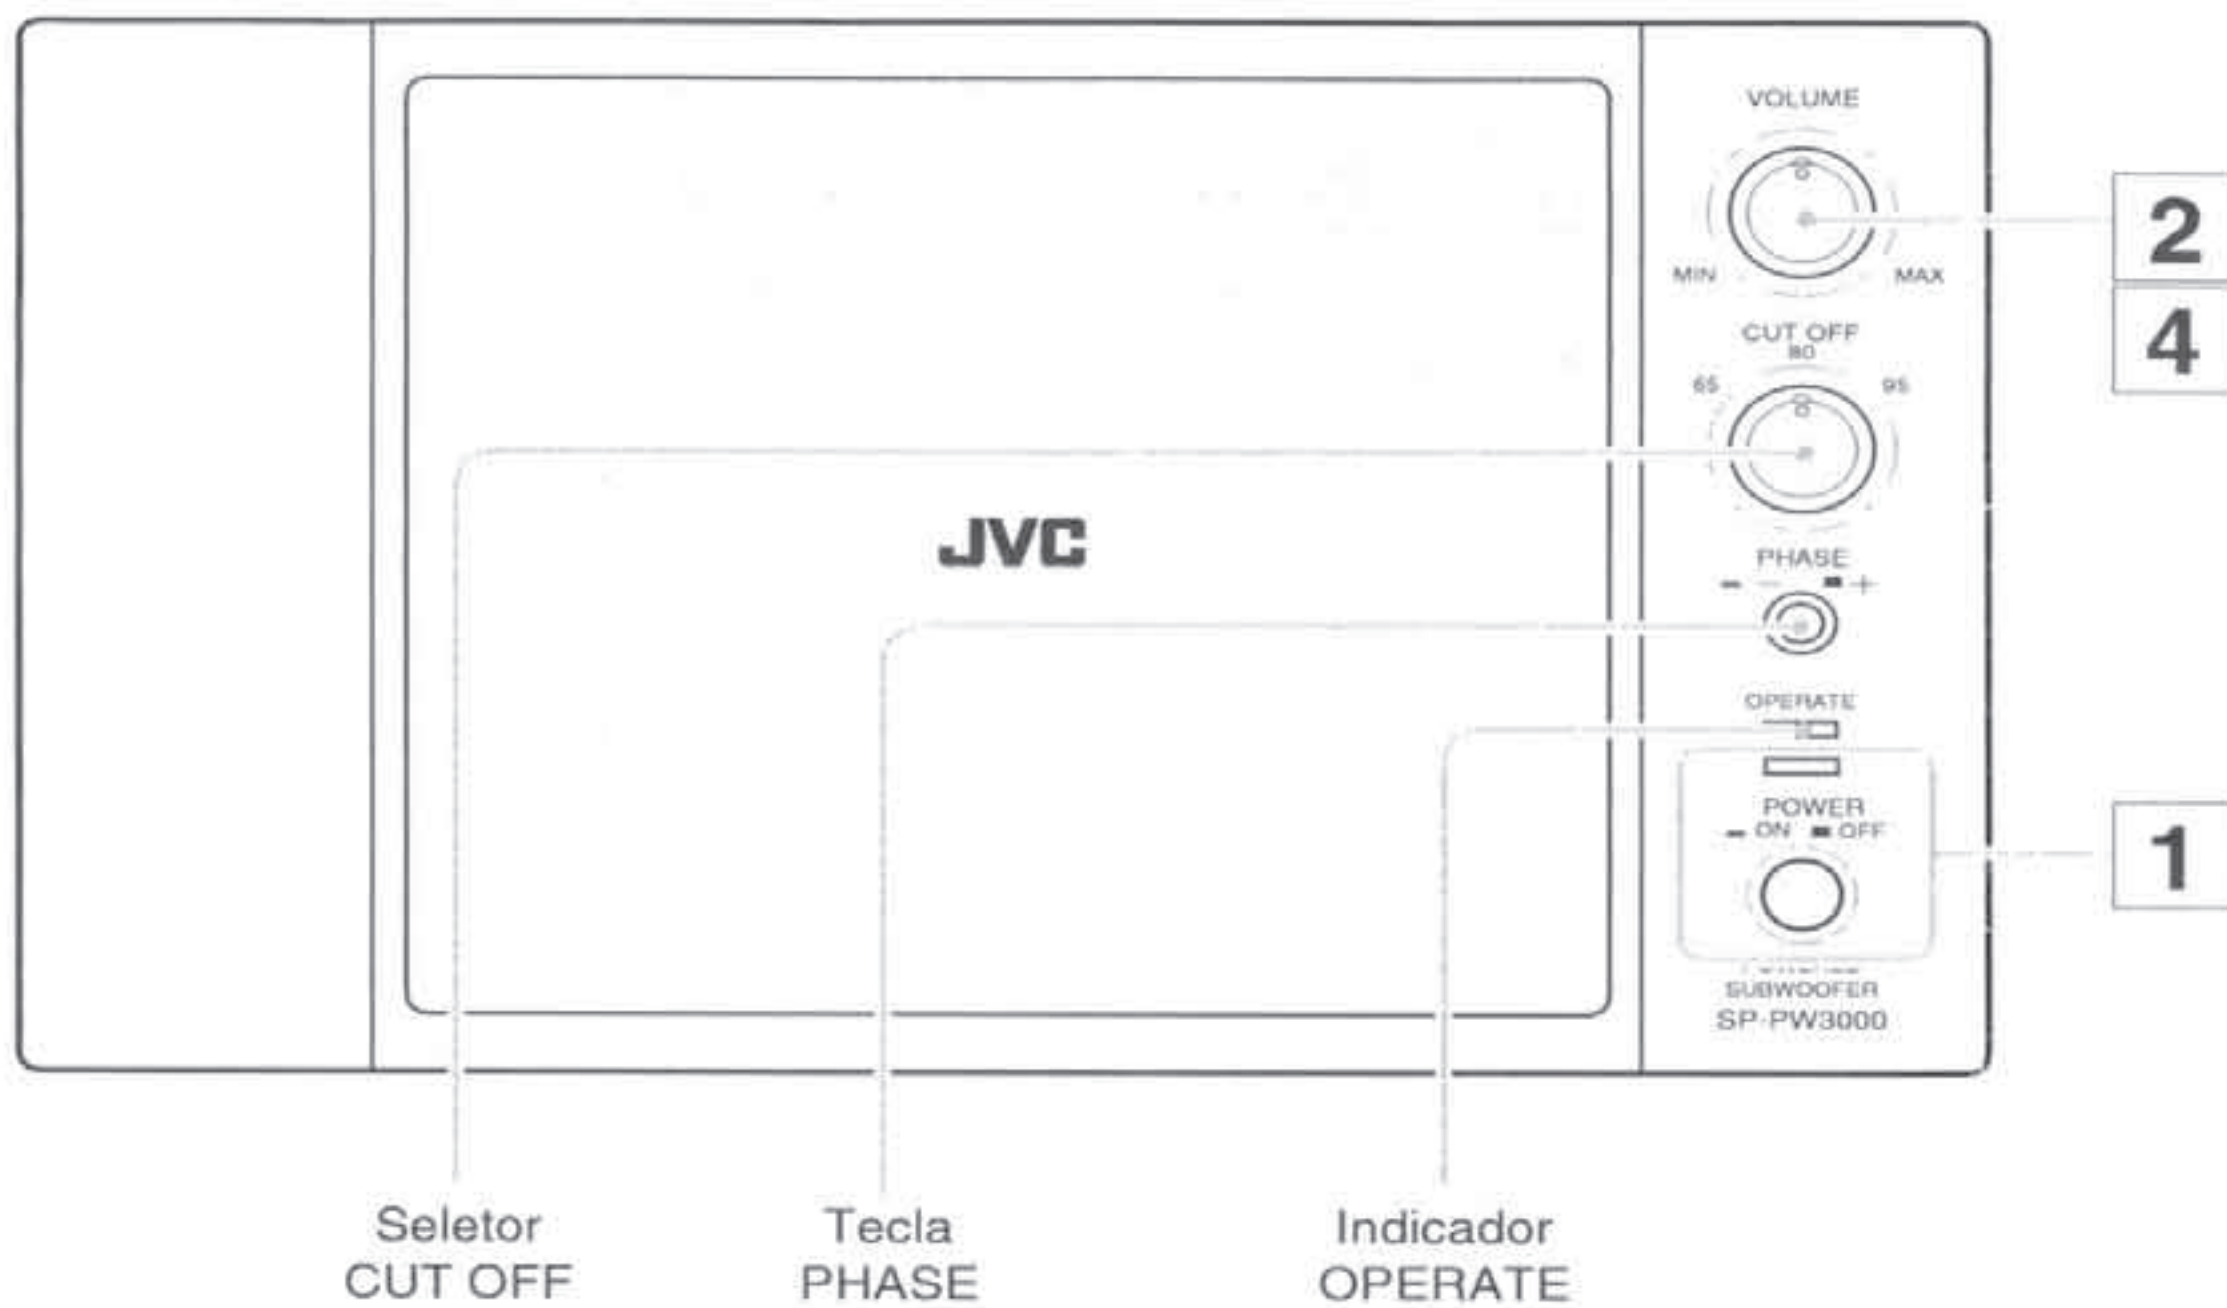 VOLUME
2
MIN MAX
4
CUT OFF
80
65 95
JVC
PHASE
- +
OPERATE
POWER
ON OFF
1
SUBWOOFER
SP-PW3000
Seletor
CUT OFF
Tecla
PHASE
Indicador
OPERATE